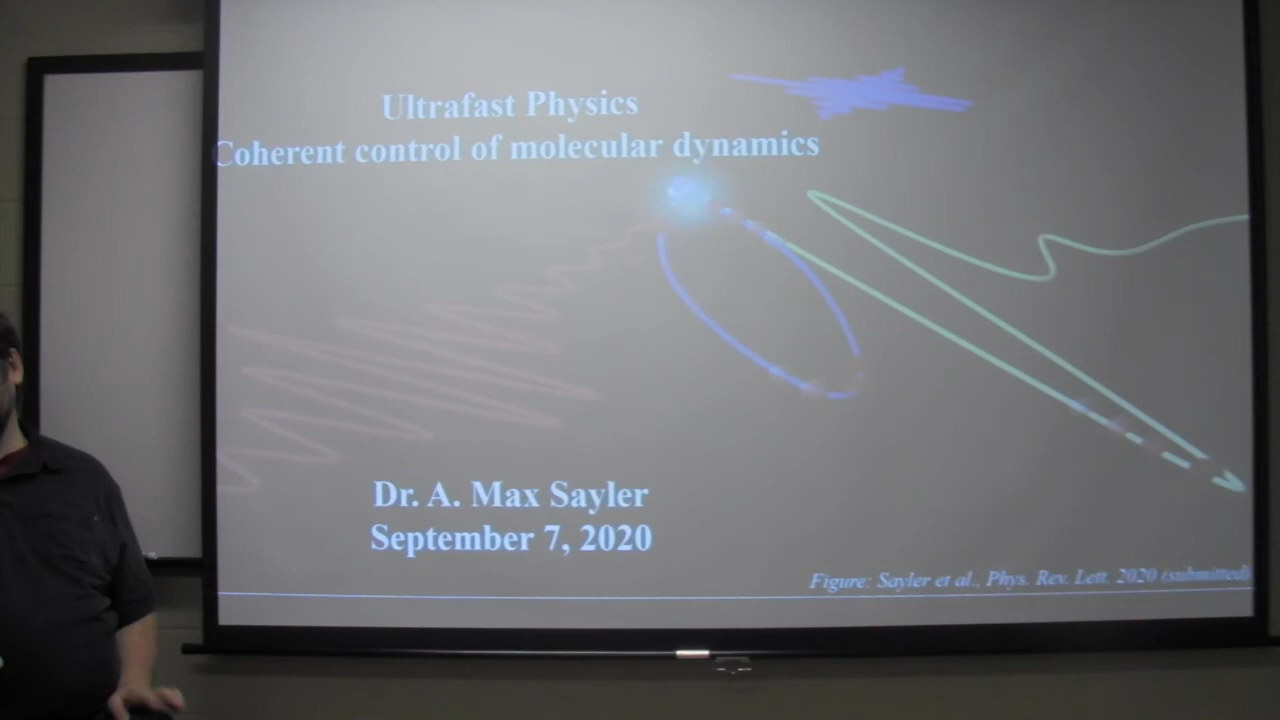 Ultrafast Physics
Coherent control of molecular dynamics
Dr. A. Max Sayler
September 7, 2020
Figure: Sayler et al., Phys. Rev. Lett. 2020 (submitted)